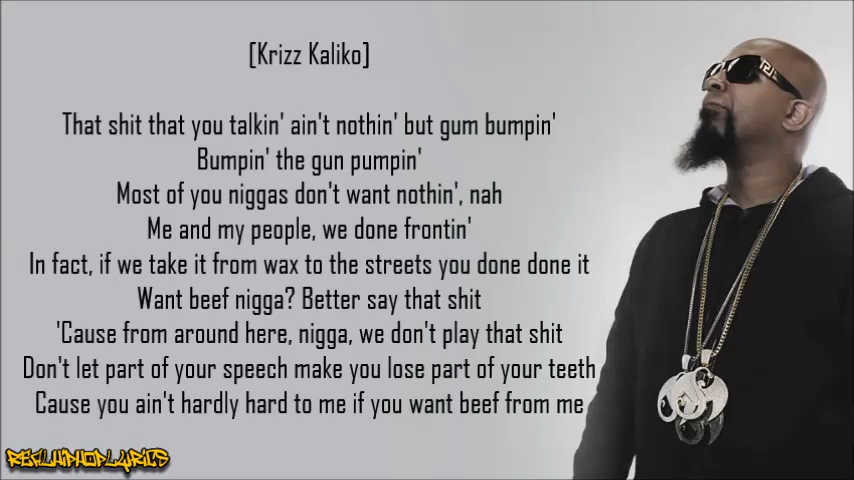 [Krizz Kaliko]
That shit that you talkin' ain't nothin' but gum bumpin'
Bumpin' the gun pumpin'
Most of you niggas don't want nothin', nah
Me and my people, we done frontin'
In fact, if we take it from wax to the streets you done done it
Want beef nigga? Better say that shit
'Cause from around here, nigga, we don't play that shit
Don't let part of your speech make you lose part of your teeth
Cause you ain't hardly hard to me if you want beef from me
REFLHIPHOPLYRICS